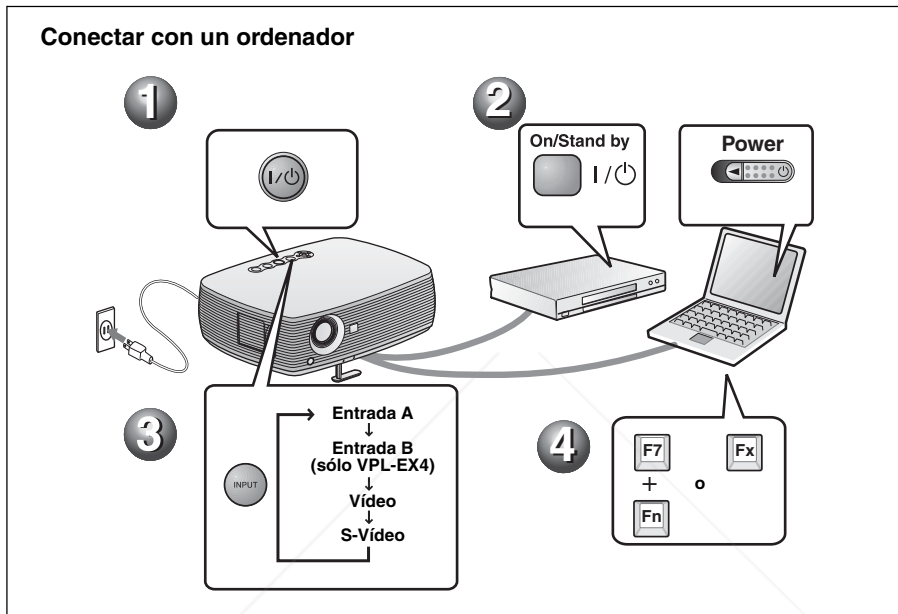 Conectar con un ordenador
1
I/⏻
2
On/Stand by
I/⏻
Power
3
INPUT
Entrada A
↓
Entrada B
(sólo VPL-EX4)
↓
Vídeo
↓
S-Vídeo
4
F7
+
Fn
o
Fx